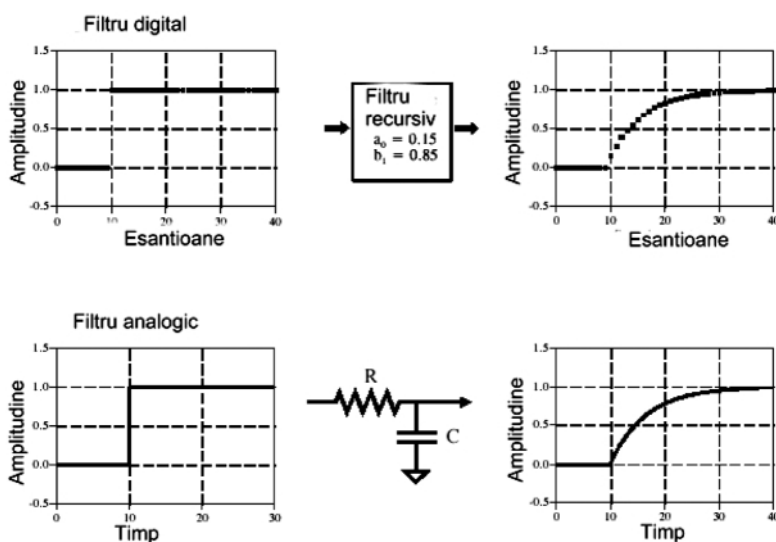 Filtru digital
Amplitudine
1.5
1.0
0.5
0.0
-0.5
0
10
20
30
40
Esantioane
Filtru
recursiv
a₀ = 0.15
b₁ = 0.85
Amplitudine
1.5
1.0
0.5
0.0
-0.5
0
10
20
30
40
Esantioane
Filtru analogic
Amplitudine
1.5
1.0
0.5
0.0
-0.5
0
10
20
30
Timp
R
C
Amplitudine
1.5
1.0
0.5
0.0
-0.5
0
10
20
30
40
Timp